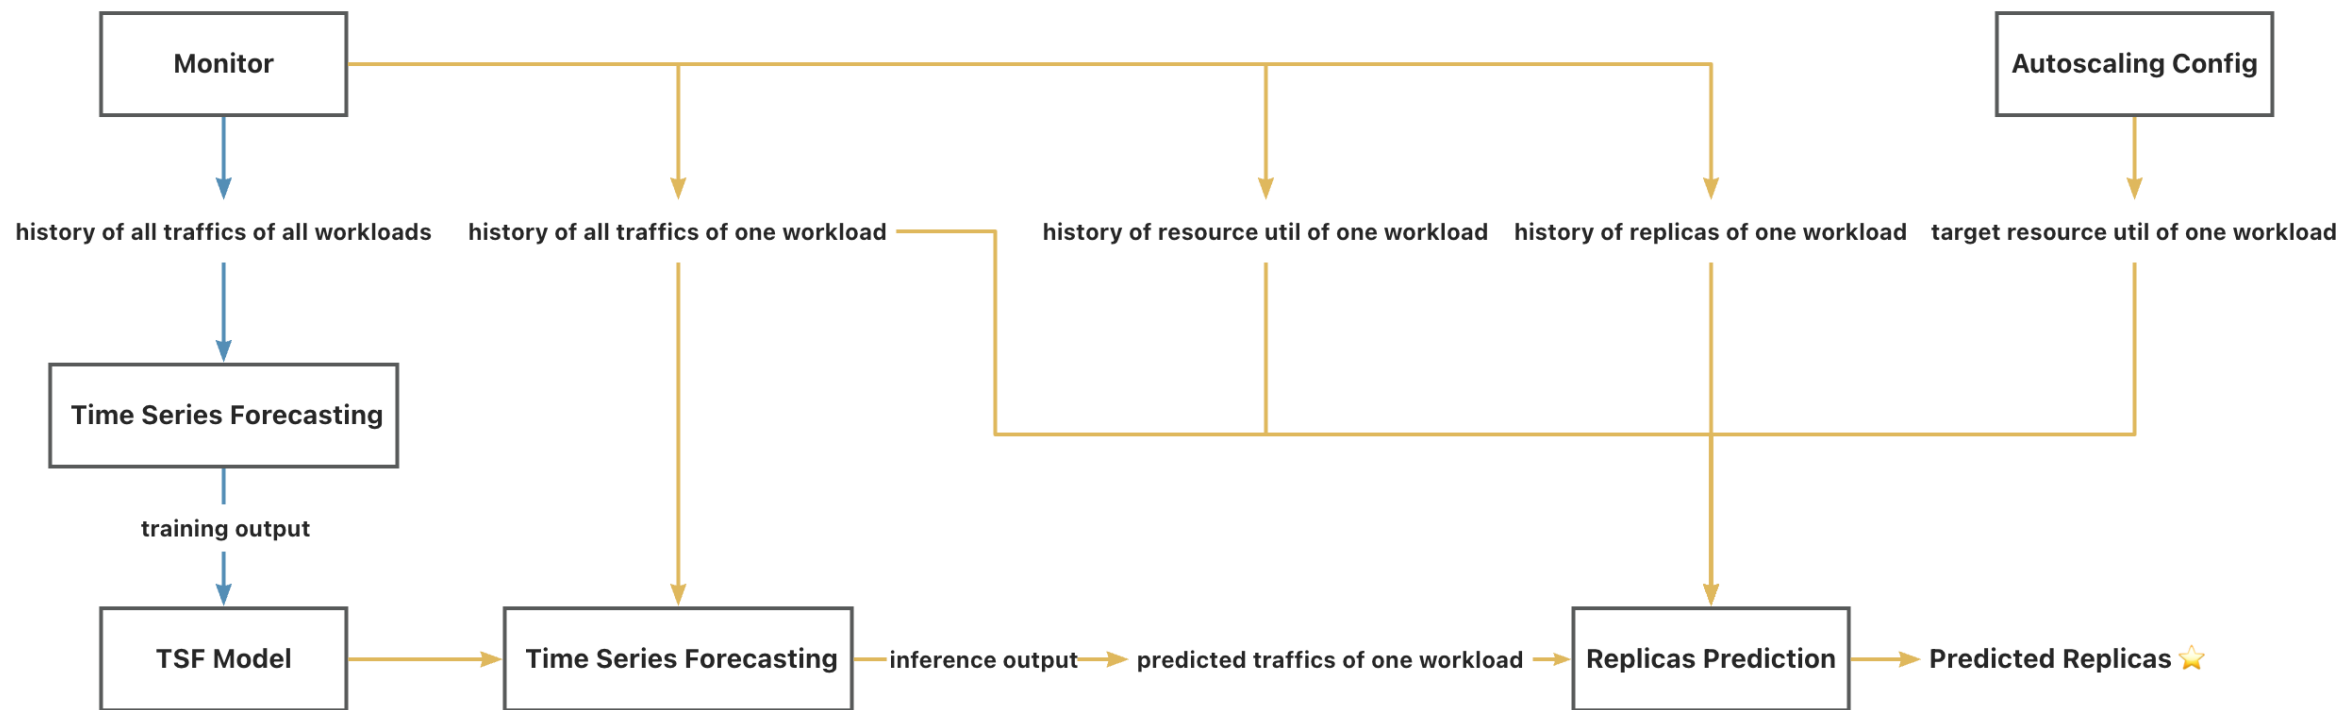 Monitor
Autoscaling Config
history of all traffics of all workloads
history of all traffics of one workload
history of resource util of one workload
history of replicas of one workload
target resource util of one workload
Time Series Forecasting
training output
TSF Model
Time Series Forecasting
inference output
predicted traffics of one workload
Replicas Prediction
Predicted Replicas ⭐